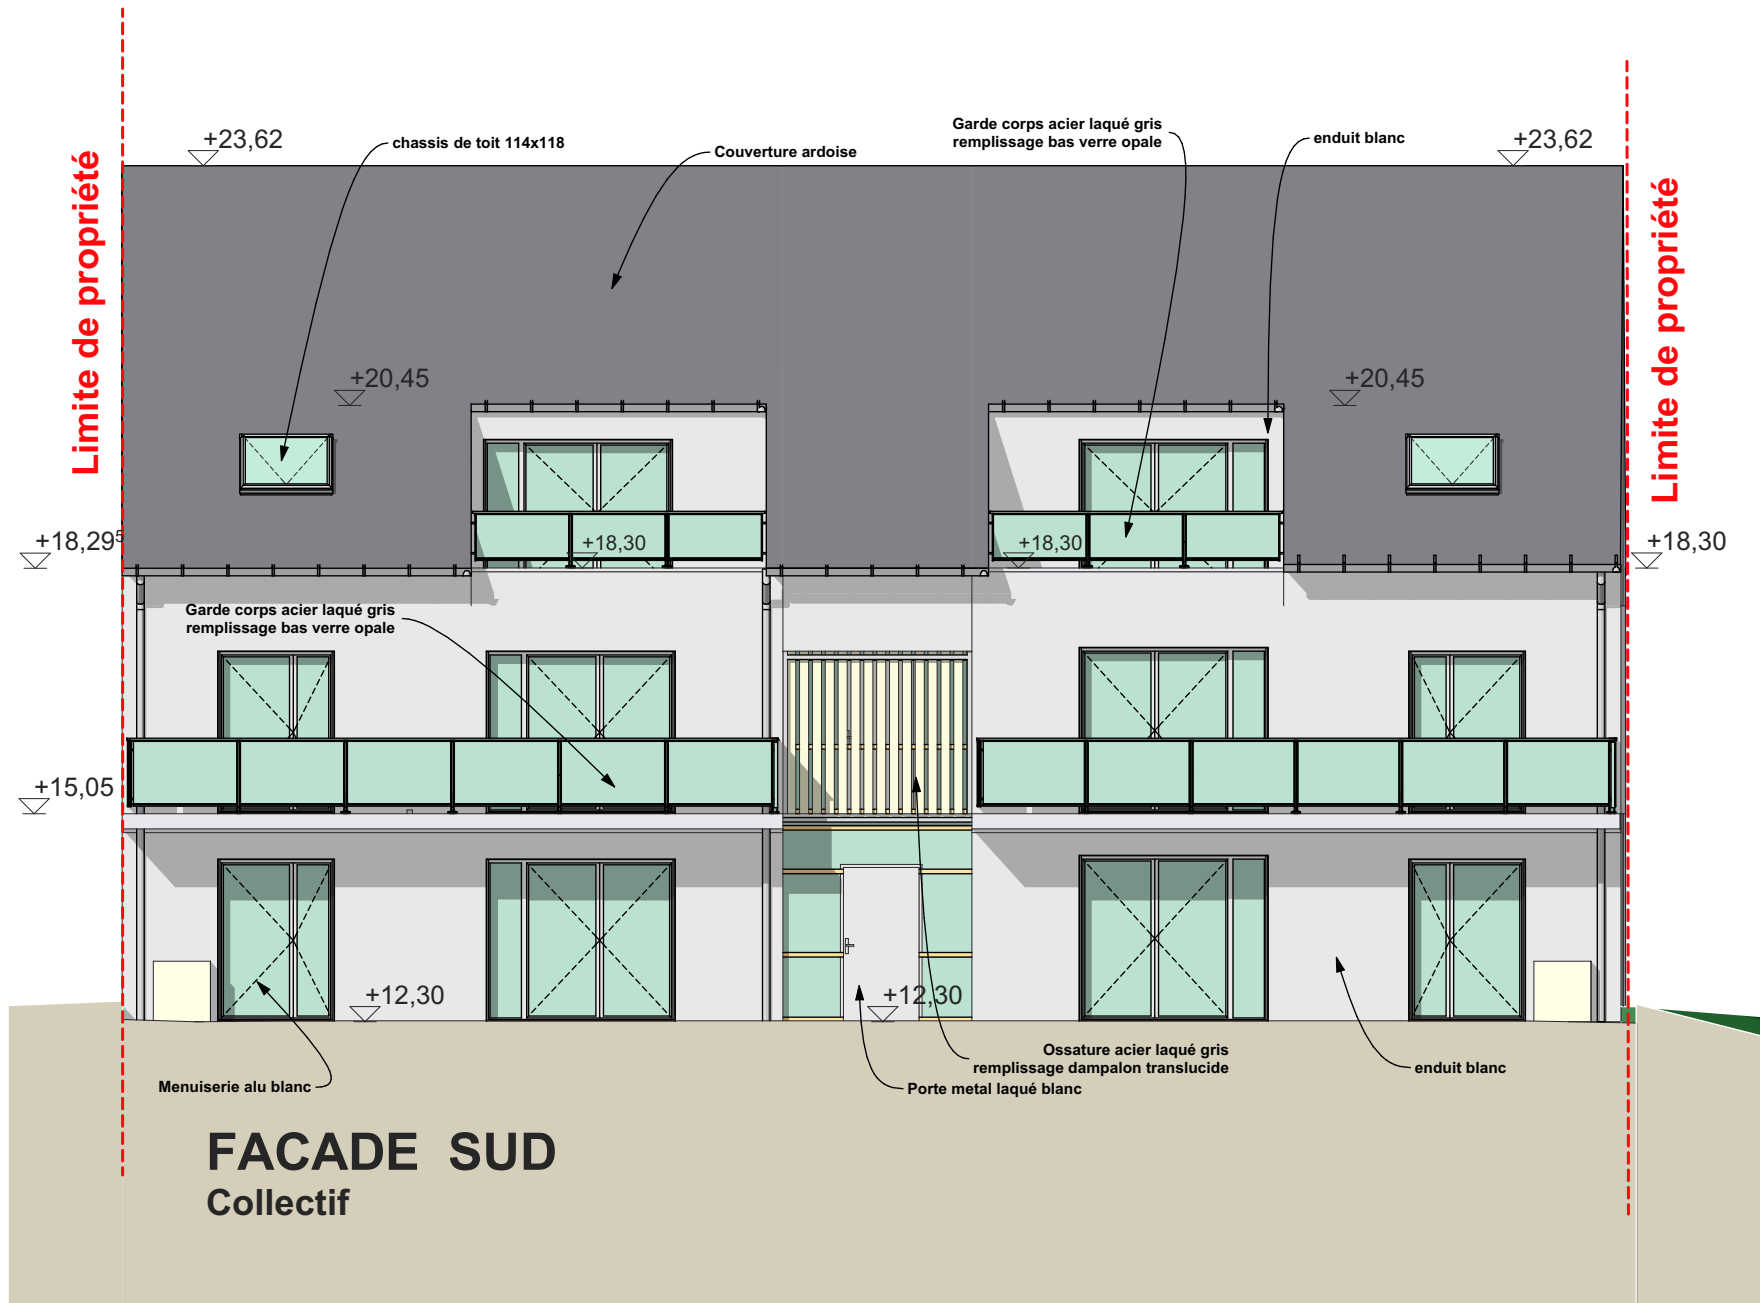 Limite de propriété
+23,62
chassis de toit 114x118
Couverture ardoise
Garde corps acier laqué gris
remplissage bas verre opale
enduit blanc
+23,62
Limite de propriété
+20,45
+20,45
+18,29⁵
+18,30
+18,30
+18,30
Garde corps acier laqué gris
remplissage bas verre opale
+15,05
+12,30
+12,30
Menuiserie alu blanc
Ossature acier laqué gris
remplissage dampalon translucide
Porte metal laqué blanc
enduit blanc
FACADE SUD
Collectif